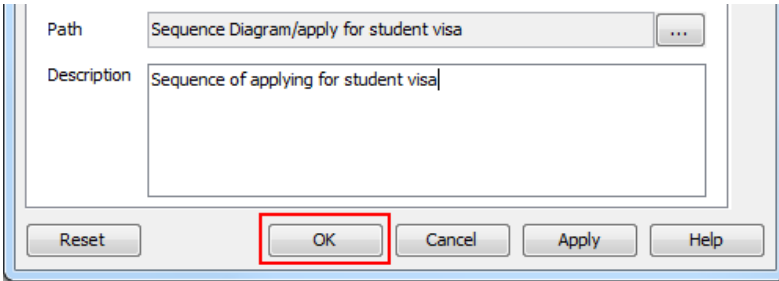 Path Sequence Diagram/apply for student visa ...
Description Sequence of applying for student visa
Reset OK Cancel Apply Help